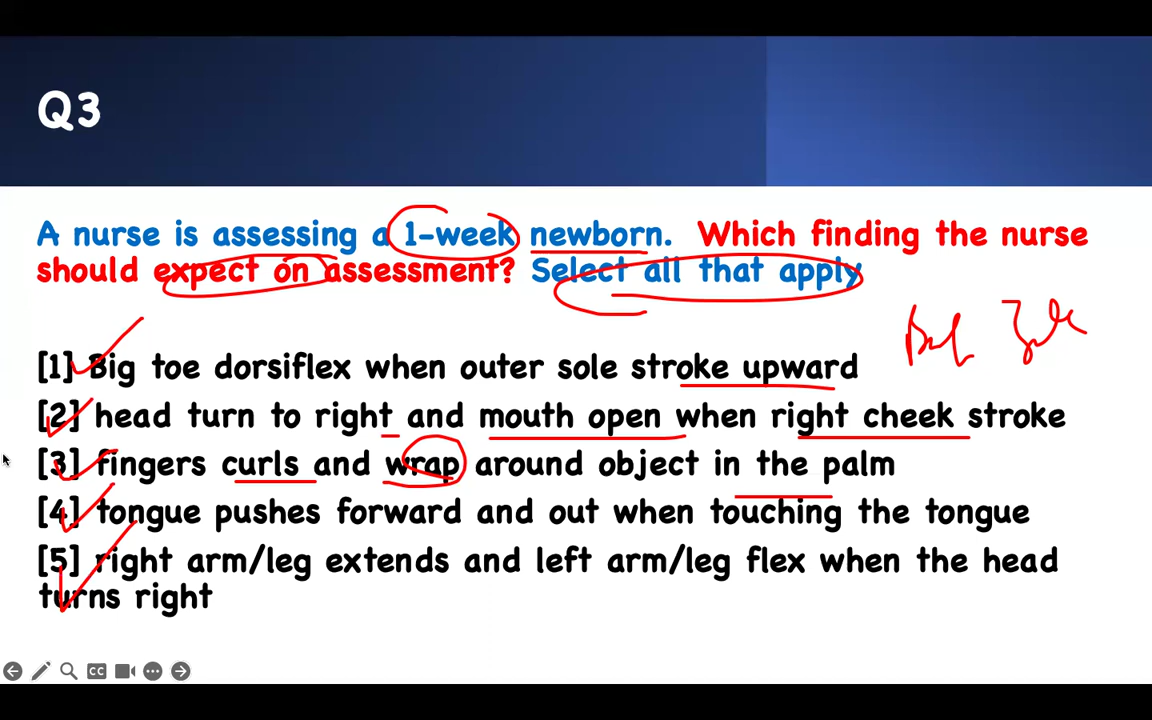 Q3
A nurse is assessing a 1-week newborn. Which finding the nurse
should expect on assessment? Select all that apply
[1] Big toe dorsiflex when outer sole stroke upward
[2] head turn to right and mouth open when right cheek stroke
[3] fingers curls and wrap around object in the palm
[4] tongue pushes forward and out when touching the tongue
[5] right arm/leg extends and left arm/leg flex when the head
turns right
CC